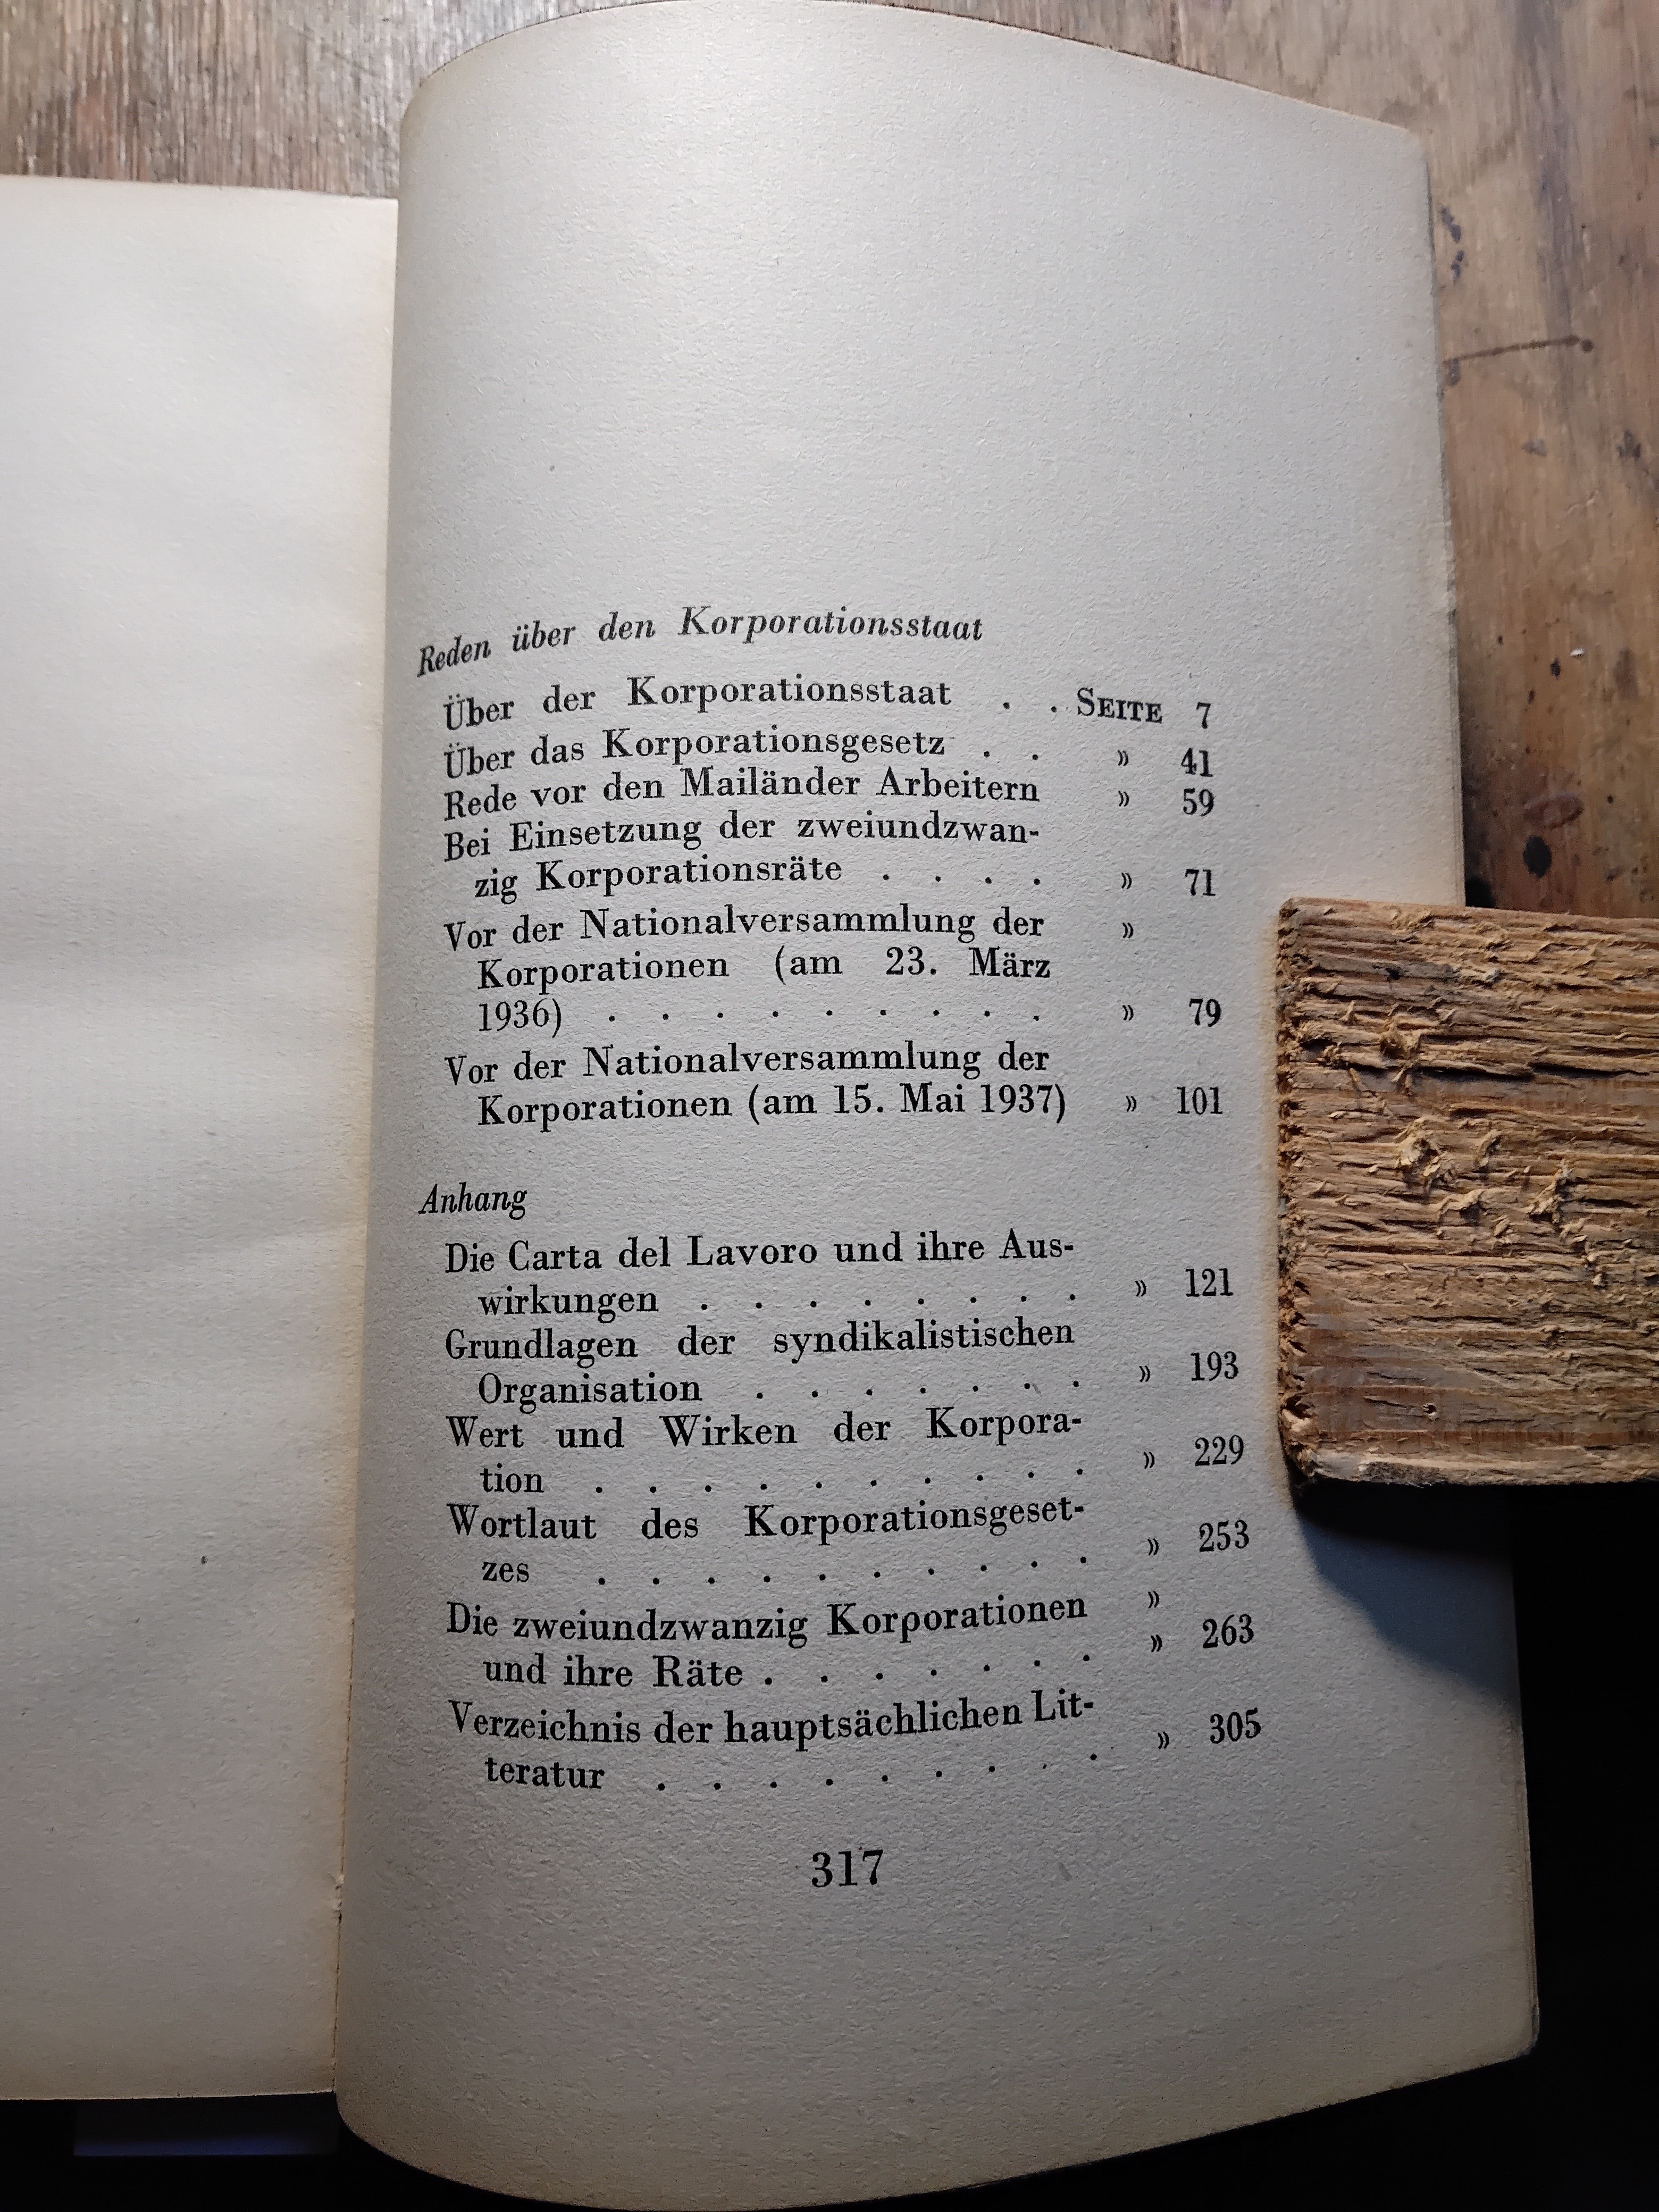 Reden über den Korporationsstaat
Über der Korporationsstaat . . SEITE 7
Über das Korporationsgesetz . . » 41
Rede vor den Mailänder Arbeitern » 59
Bei Einsetzung der zweiundzwan-
zig Korporationsräte . . . . » 71
Vor der Nationalversammlung der »
Korporationen (am 23. März
1936) . . . . . . . . . » 79
Vor der Nationalversammlung der
Korporationen (am 15. Mai 1937) » 101
Anhang
Die Carta del Lavoro und ihre Aus-
wirkungen . . . . . . . . » 121
Grundlagen der syndikalistischen
Organisation . . . . . . . » 193
Wert und Wirken der Korpora-
tion . . . . . . . . . . » 229
Wortlaut des Korporationsgeset-
zes . . . . . . . . . . » 253
Die zweiundzwanzig Korporationen »
und ihre Räte . . . . . . . » 263
Verzeichnis der hauptsächlichen Lit-
teratur . . . . . . . . . » 305
317